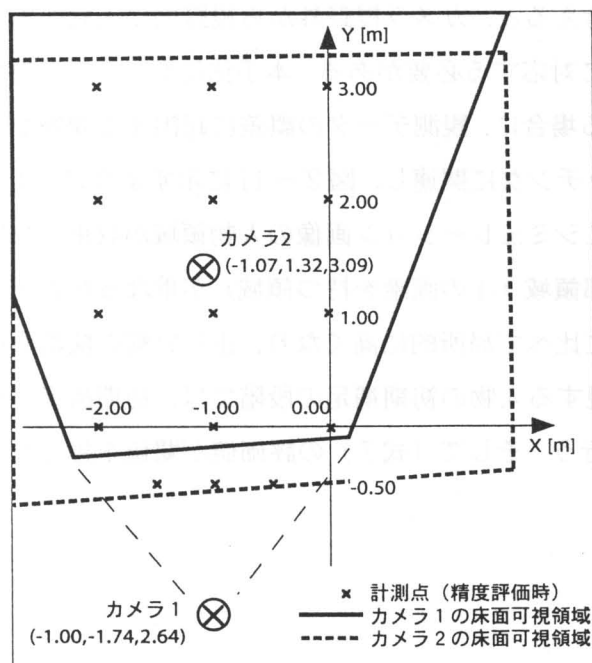 Y [m]
3.00
2.00
カメラ2
(-1.07,1.32,3.09)
1.00
-2.00 -1.00 0.00
X [m]
-0.50
カメラ1
(-1.00,-1.74,2.64)
× 計測点（精度評価時）
カメラ1の床面可視領域
カメラ2の床面可視領域